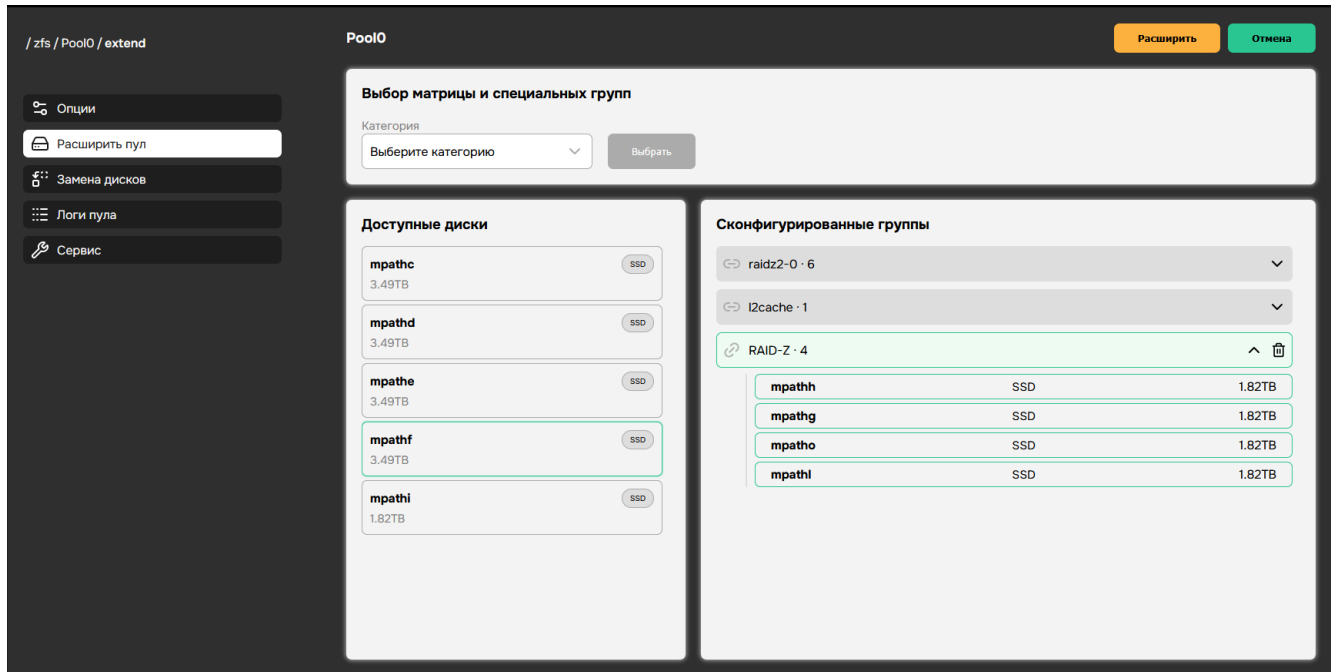 / zfs / Pool0 / extend
Опции
Расширить пул
Замена дисков
Логи пула
Сервис
Pool0
Расширить
Отмена
Выбор матрицы и специальных групп
Категория
Выберите категорию
Выбрать
Доступные диски
mpathc
SSD
3.49TB
mpathd
SSD
3.49TB
mpathe
SSD
3.49TB
mpathf
SSD
3.49TB
mpathi
SSD
1.82TB
Сконфигурированные группы
raidz2-0 · 6
l2cache · 1
RAID-Z · 4
mpathh SSD 1.82TB
mpathg SSD 1.82TB
mpatho SSD 1.82TB
mpathl SSD 1.82TB